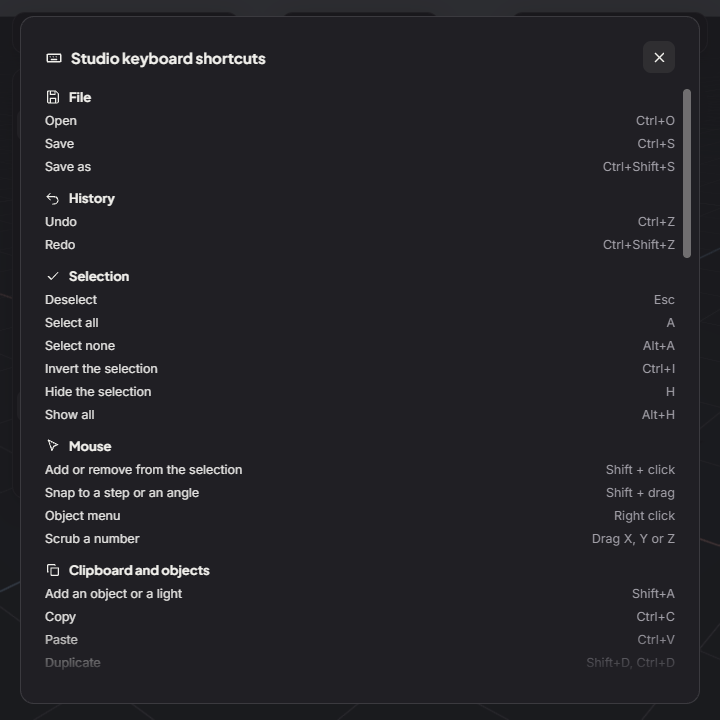 Studio keyboard shortcuts
File
Open Ctrl+O
Save Ctrl+S
Save as Ctrl+Shift+S
History
Undo Ctrl+Z
Redo Ctrl+Shift+Z
Selection
Deselect Esc
Select all A
Select none Alt+A
Invert the selection Ctrl+I
Hide the selection H
Show all Alt+H
Mouse
Add or remove from the selection Shift + click
Snap to a step or an angle Shift + drag
Object menu Right click
Scrub a number Drag X, Y or Z
Clipboard and objects
Add an object or a light Shift+A
Copy Ctrl+C
Paste Ctrl+V
Duplicate Shift+D, Ctrl+D